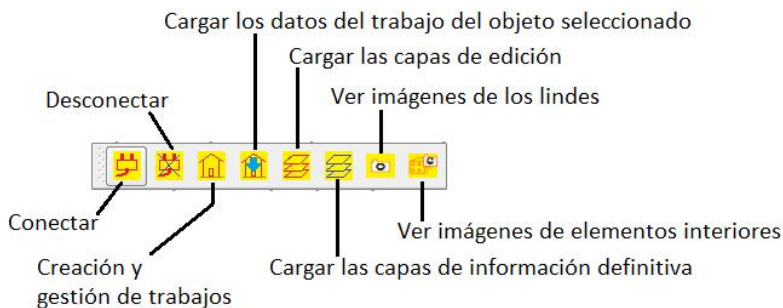 Cargar los datos del trabajo del objeto seleccionado
Cargar las capas de edición
Desconectar
Ver imágenes de los lindes
Conectar
Ver imágenes de elementos interiores
Creación y
gestión de trabajos
Cargar las capas de información definitiva